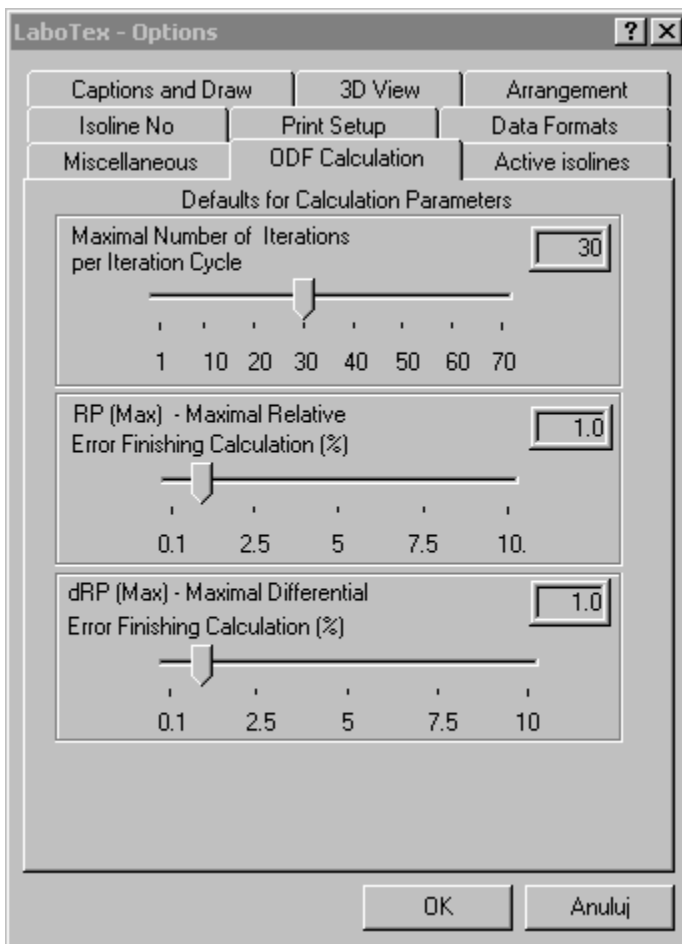 LaboTex - Options
Captions and Draw 3D View Arrangement
Isoline No Print Setup Data Formats
Miscellaneous ODF Calculation Active isolines
Defaults for Calculation Parameters
Maximal Number of Iterations
per Iteration Cycle
30
1 10 20 30 40 50 60 70
RP (Max) - Maximal Relative
Error Finishing Calculation (%)
1.0
0.1 2.5 5 7.5 10.
dRP (Max) - Maximal Differential
Error Finishing Calculation (%)
1.0
0.1 2.5 5 7.5 10
OK Anuluj